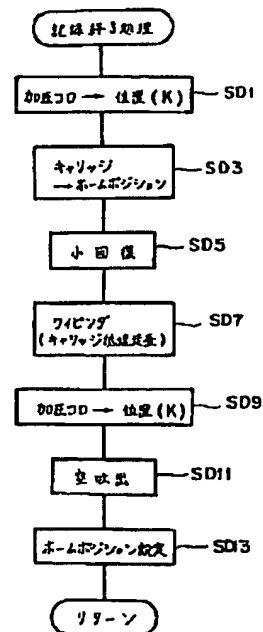 記録終了処理
加圧コロ → 位置(K)
SD1
キャリッジ
→ホームポジション
SD3
小回復
SD5
ワイピング
(キャリッジ低速走査)
SD7
加圧コロ → 位置(K)
SD9
空吐出
SD11
ホームポジション設定
SD13
リターン